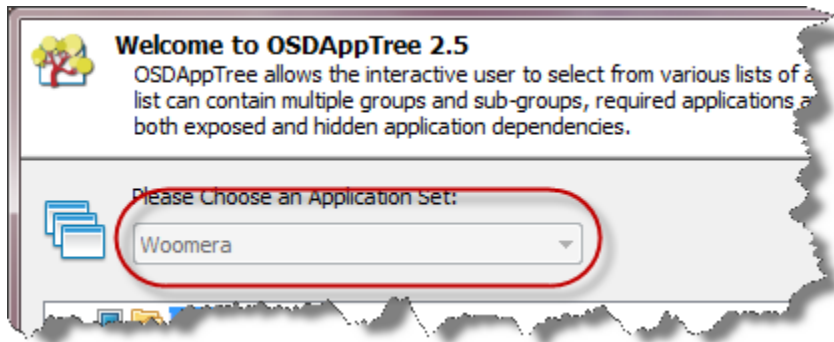 Welcome to OSDAppTree 2.5
OSDAppTree allows the interactive user to select from various lists of
list can contain multiple groups and sub-groups, required applications
both exposed and hidden application dependencies.
Please Choose an Application Set:
Woomera